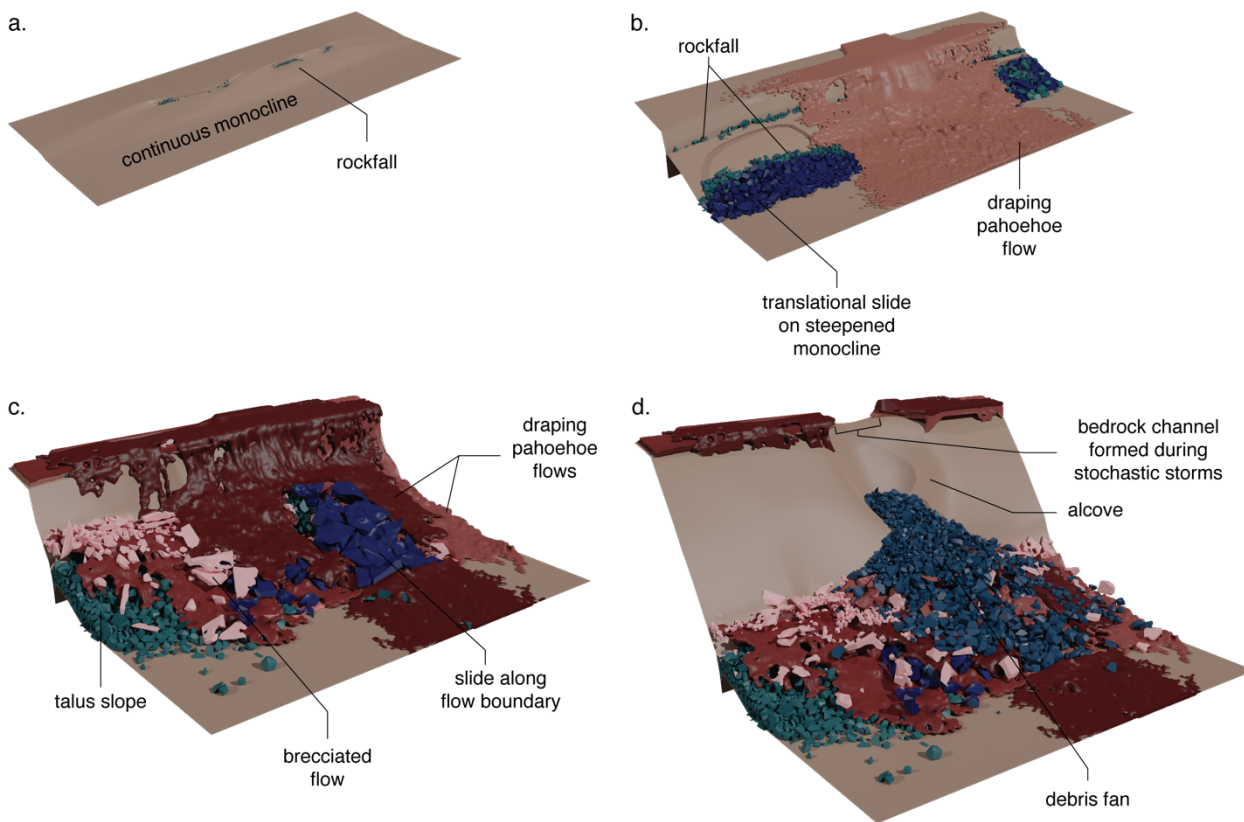 a.
continuous monocline
rockfall
b.
rockfall
draping
pahoehoe
flow
translational slide
on steepened
monocline
c.
draping
pahoehoe
flows
talus slope
brecciated
flow
slide along
flow boundary
d.
bedrock channel
formed during
stochastic storms
alcove
debris fan